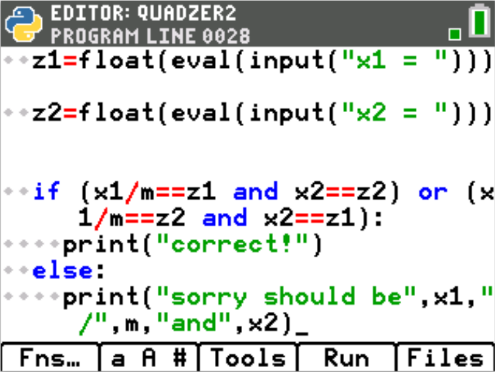 EDITOR: QUADZER2
PROGRAM LINE 0028
z1=float(eval(input("x1 = ")))
z2=float(eval(input("x2 = ")))
if (x1/m==z1 and x2==z2) or (x
1/m==z2 and x2==z1):
print("correct!")
else:
print("sorry should be",x1,"
/",m,"and",x2)_
Fns… a A # Tools Run Files